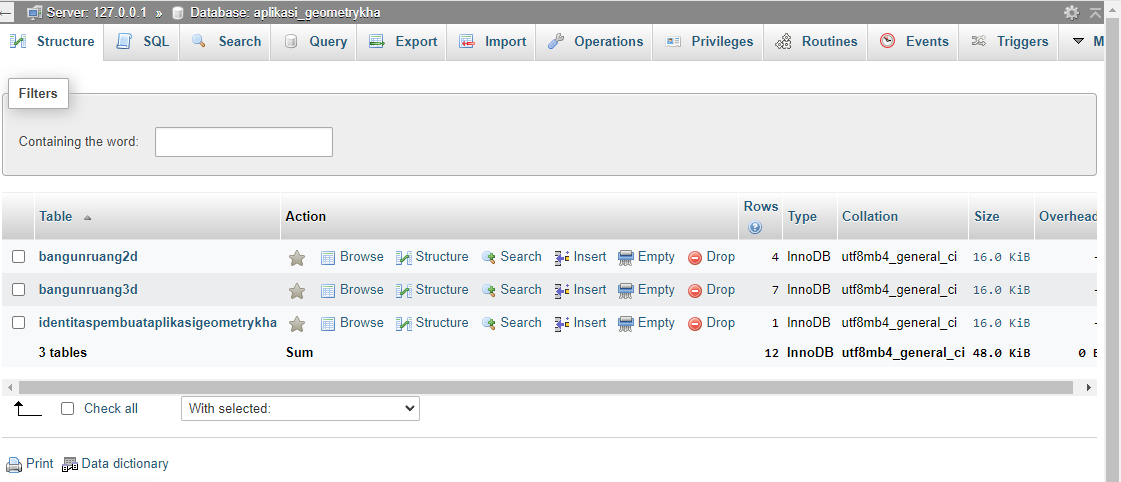 Server: 127.0.0.1 » Database: aplikasi_geometrykha
Structure SQL Search Query Export Import Operations Privileges Routines Events Triggers M
Filters
Containing the word:
Table Action Rows Type Collation Size Overhead
bangunruang2d Browse Structure Search Insert Empty Drop 4 InnoDB utf8mb4_general_ci 16.0 KiB -
bangunruang3d Browse Structure Search Insert Empty Drop 7 InnoDB utf8mb4_general_ci 16.0 KiB -
identitaspembuataplikasigeometrykha Browse Structure Search Insert Empty Drop 1 InnoDB utf8mb4_general_ci 16.0 KiB -
3 tables Sum 12 InnoDB utf8mb4_general_ci 48.0 KiB 0 B
Check all With selected:
Print Data dictionary